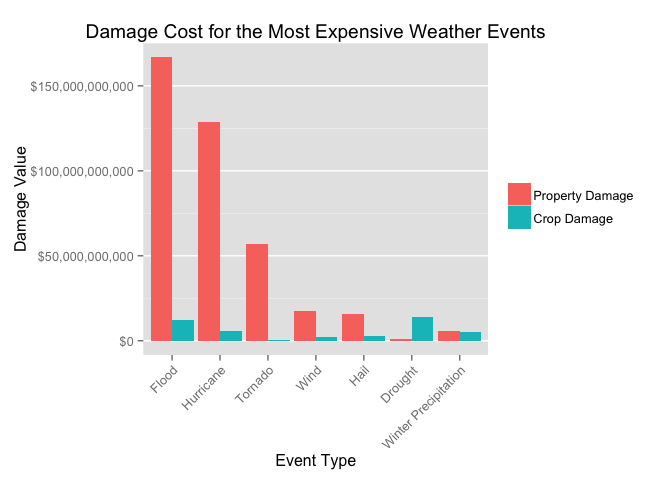 Damage Cost for the Most Expensive Weather Events
Damage Value
$150,000,000,000
$100,000,000,000
$50,000,000,000
$0
Property Damage
Crop Damage
Flood
Hurricane
Tornado
Wind
Hail
Drought
Winter Precipitation
Event Type